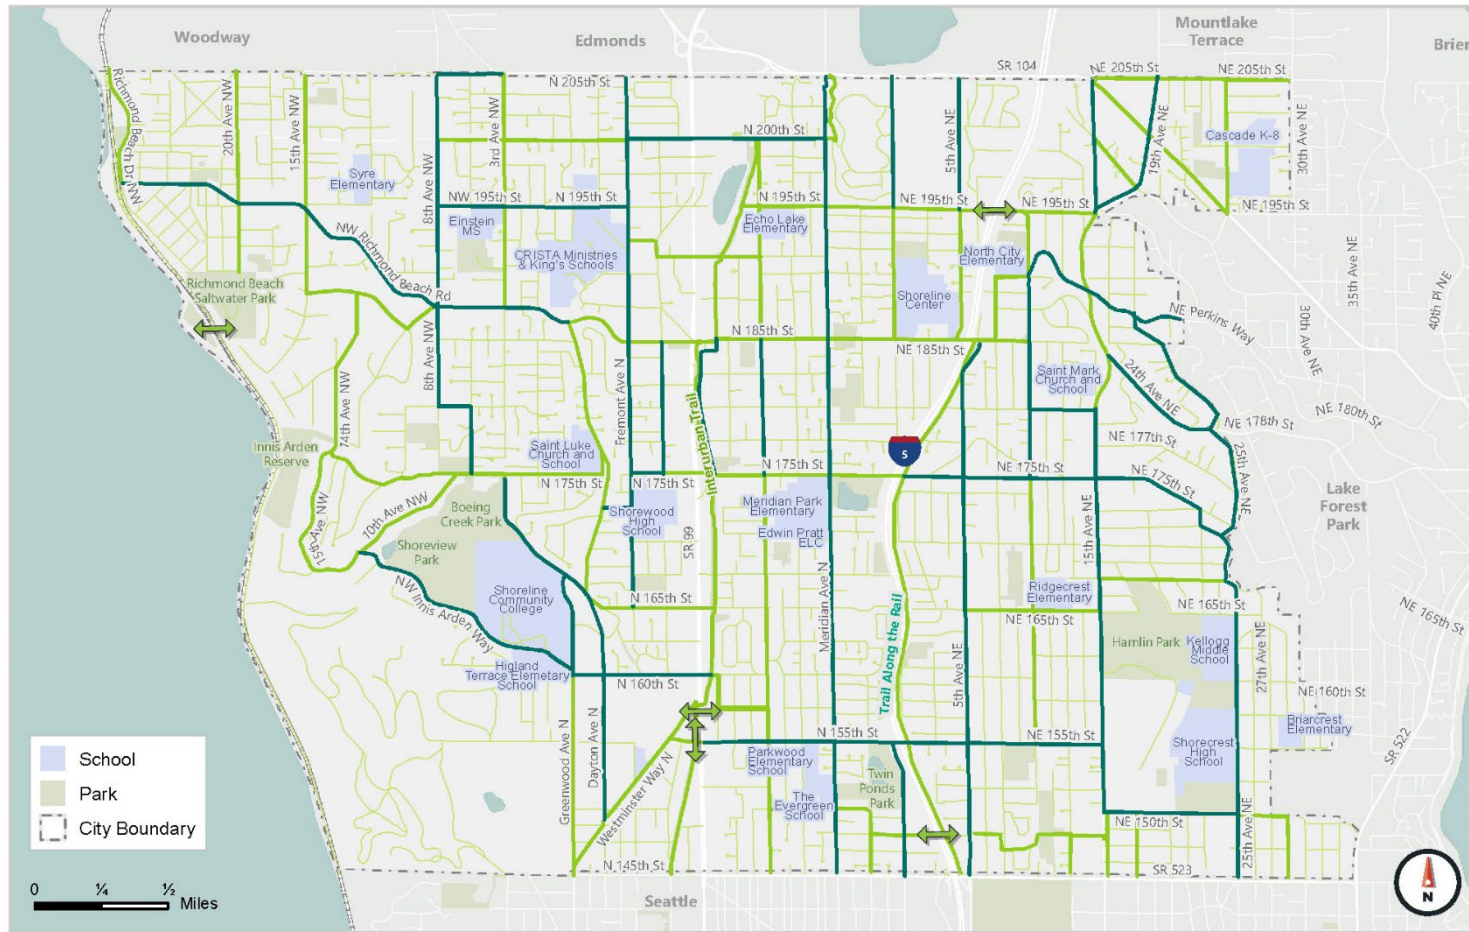 Woodway
Edmonds
Mountlake
Terrace
Brier
SR 104
NE 205th St
NE 205th St
N 205th St
Richmond Beach Dr NW
20th Ave NW
15th Ave NW
8th Ave NW
3rd Ave NW
N 200th St
5th Ave NE
19th Ave NE
Cascade K-8
30th Ave NE
Syre
Elementary
NW 195th St
N 195th St
N 195th St
NE 195th St
NE 195th St
NE 195th St
Einstein
MS
Echo Lake
Elementary
NW Richmond Beach Rd
CRISTA Ministries
& King's Schools
North City
Elementary
35th Ave NE
40th Pl NE
Richmond Beach
Saltwater Park
Shoreline
Center
NE Perkins Way
30th Ave NE
N 185th St
NE 185th St
8th Ave NW
14th Ave NW
Fremont Ave N
Saint Mark
Church and
School
24th Ave NE
NE 180th St
NE 178th St
Interurban Trail
5
NE 177th St
25th Ave NE
Innis Arden
Reserve
Saint Luke
Church and
School
N 175th St
N 175th St
N 175th St
NE 175th St
NE 175th St
15th Ave NW
10th Ave NW
Boeing
Creek Park
Shorewood
High
School
Meridian Park
Elementary
Edwin Pratt
ELC
Lake
Forest
Park
Shoreview
Park
SR 99
15th Ave NE
NW Innis Arden Way
Shoreline
Community
College
N 165th St
Meridian Ave N
Ridgecrest
Elementary
NE 165th St
NE 165th St
NE 165th St
Trail Along the Rail
Hamlin Park
Kellogg
Middle
School
27th Ave NE
Higland
Terrace Elemetary
School
N 160th St
NE 160th St
5th Ave NE
Greenwood Ave N
Dayton Ave N
Westminster Way N
N 155th St
NE 155th St
Briarcrest
Elementary
Parkwood
Elementary
School
Twin
Ponds
Park
Shorecrest
High
School
SR 522
The
Evergreen
School
NE 150th St
25th Ave NE
N 145th St
SR 523
Seattle
School
Park
City Boundary
0
¼
½
Miles
N